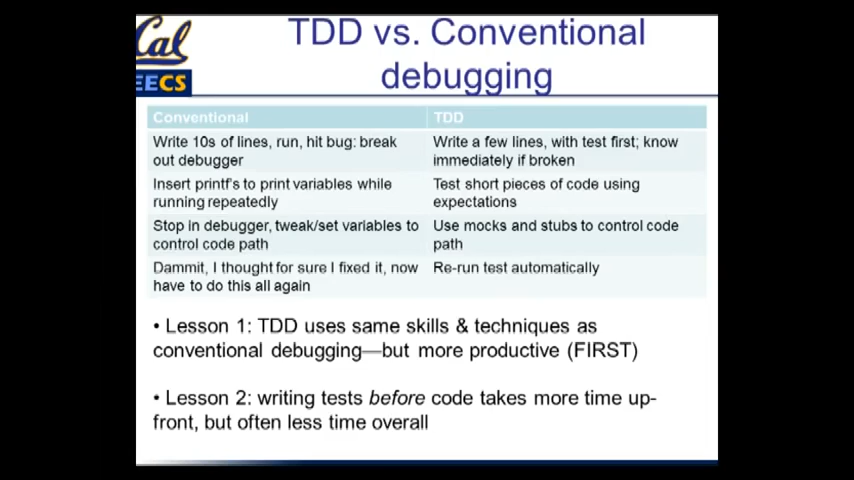 Cal
EECS
TDD vs. Conventional
debugging
Conventional
TDD
Write 10s of lines, run, hit bug: break
out debugger
Write a few lines, with test first; know
immediately if broken
Insert printf's to print variables while
running repeatedly
Test short pieces of code using
expectations
Stop in debugger, tweak/set variables to
control code path
Use mocks and stubs to control code
path
Dammit, I thought for sure I fixed it, now
have to do this all again
Re-run test automatically
• Lesson 1: TDD uses same skills & techniques as
conventional debugging—but more productive (FIRST)
• Lesson 2: writing tests before code takes more time up-
front, but often less time overall